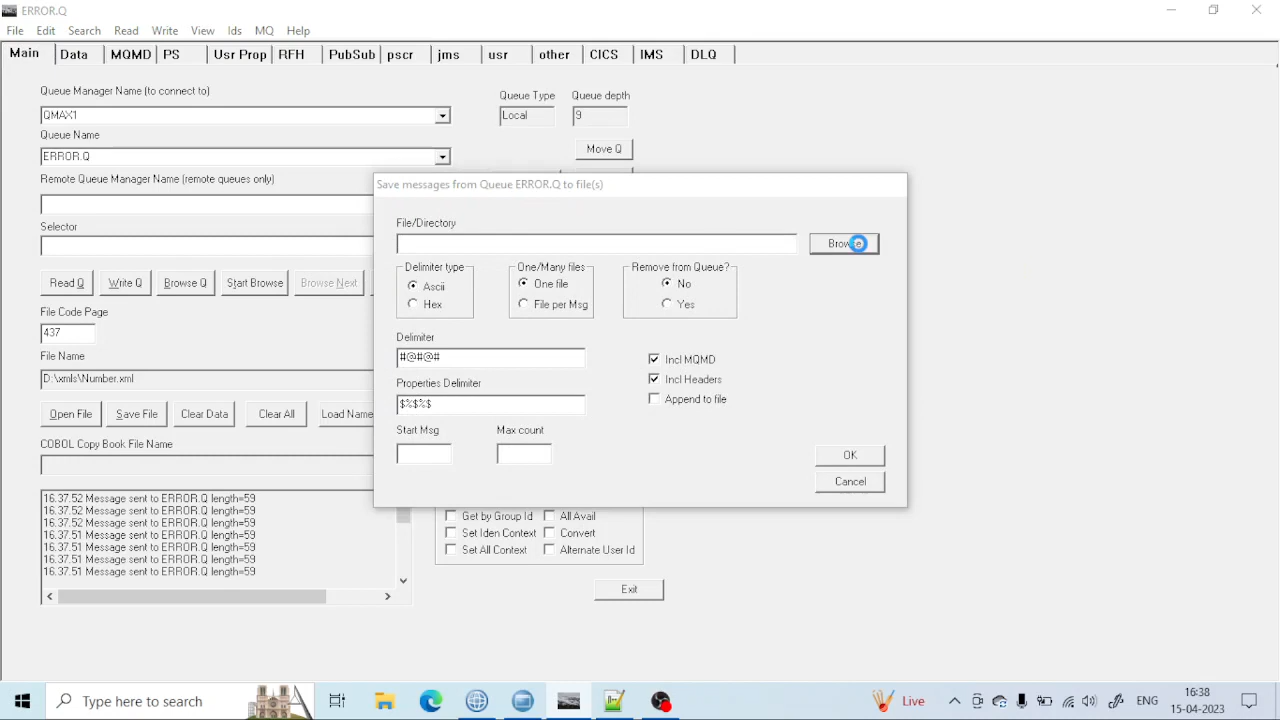 ERROR.Q
File Edit Search Read Write View Ids MQ Help
Main Data MQMD PS Usr Prop RFH PubSub pscr jms usr other CICS IMS DLQ
Queue Manager Name (to connect to)
Queue Type Queue depth
QMAX1
Local 9
Queue Name
ERROR.Q
Move Q
Remote Queue Manager Name (remote queues only)
Selector
Read Q Write Q Browse Q Start Browse Browse Next
File Code Page
437
File Name
D:\xmls\Number.xml
Open File Save File Clear Data Clear All Load Name
COBOL Copy Book File Name
16.37.52 Message sent to ERROR.Q length=59
16.37.52 Message sent to ERROR.Q length=59
16.37.52 Message sent to ERROR.Q length=59
16.37.51 Message sent to ERROR.Q length=59
16.37.51 Message sent to ERROR.Q length=59
16.37.51 Message sent to ERROR.Q length=59
16.37.51 Message sent to ERROR.Q length=59
Save messages from Queue ERROR.Q to file(s)
File/Directory
Browse
Delimiter type One/Many files Remove from Queue?
Ascii One file No
Hex File per Msg Yes
Delimiter
#@#@#
Incl MQMD
Properties Delimiter
Incl Headers
$%$%$
Append to file
Start Msg Max count
OK
Cancel
Get by Group Id All Avail
Set Iden Context Convert
Set All Context Alternate User Id
Exit
Type here to search
Live
ENG
16:38
15-04-2023